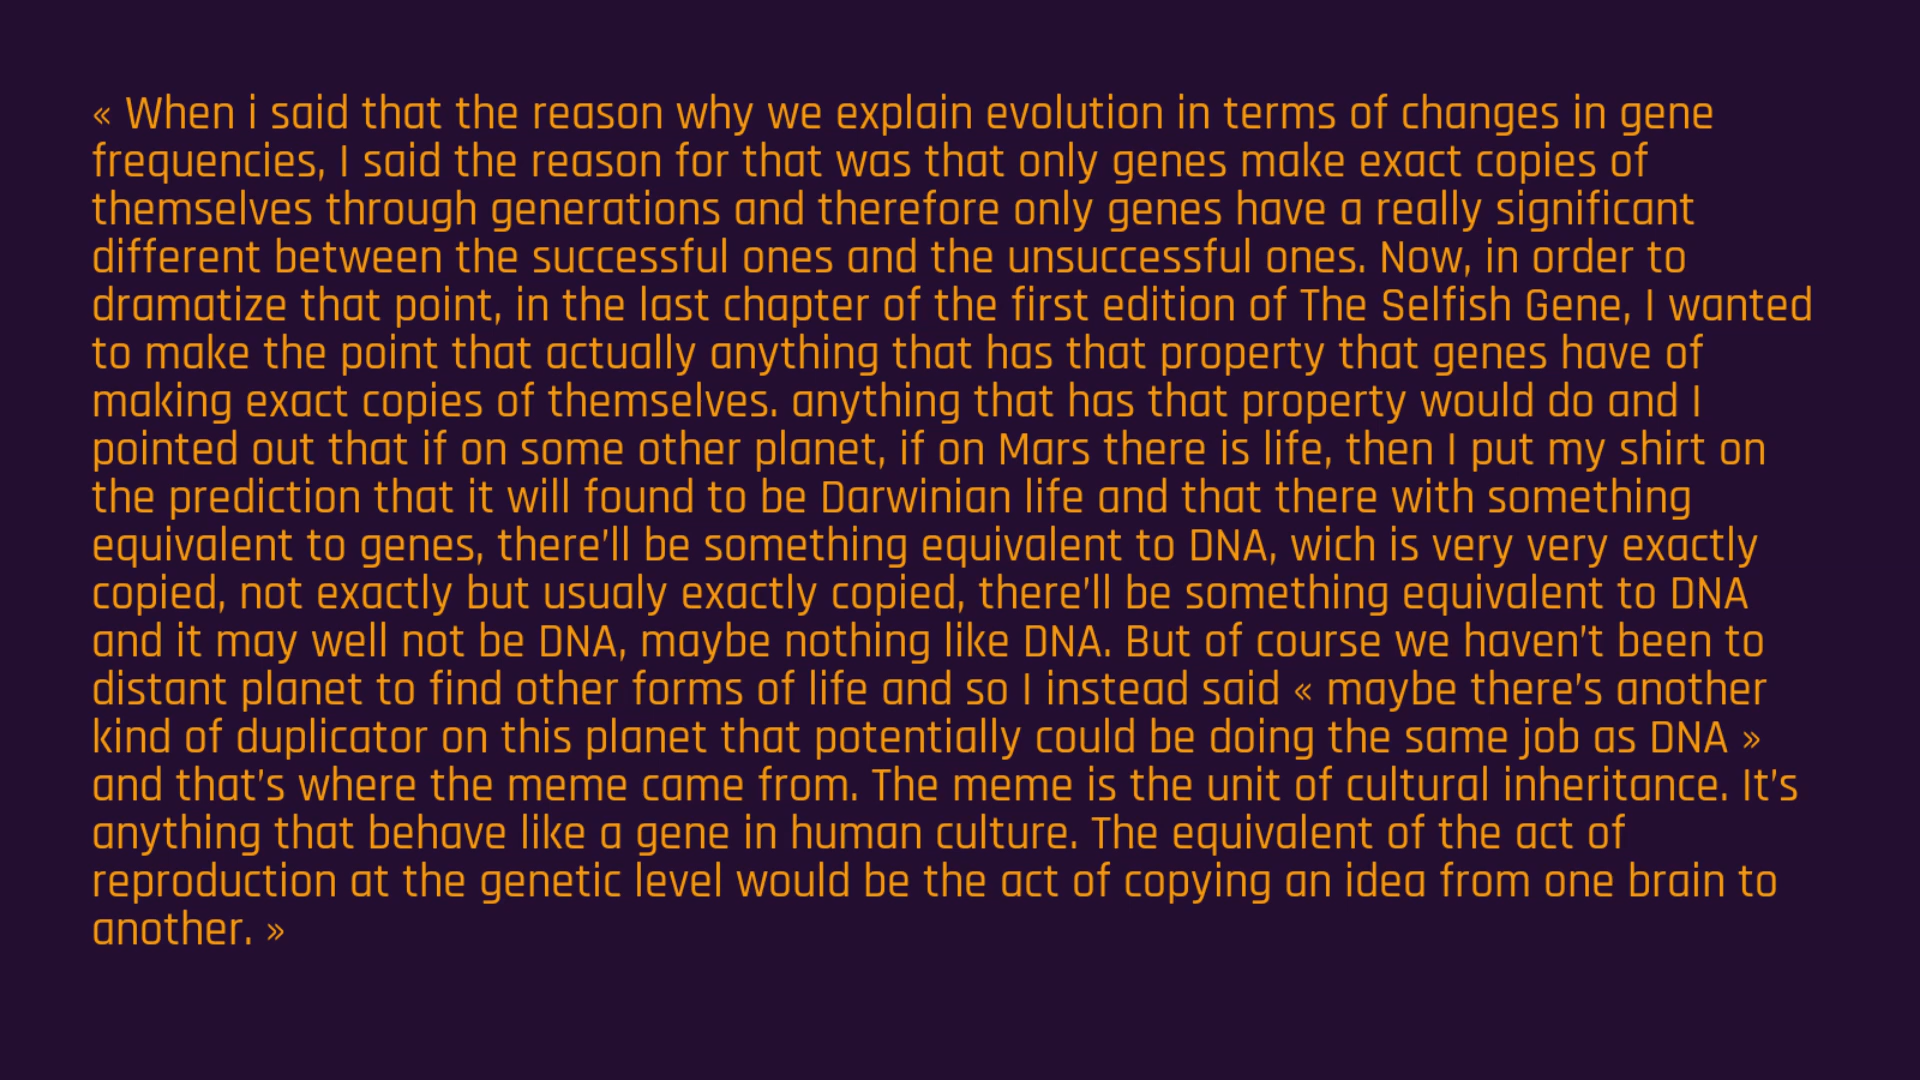 « When i said that the reason why we explain evolution in terms of changes in gene
frequencies, I said the reason for that was that only genes make exact copies of
themselves through generations and therefore only genes have a really significant
different between the successful ones and the unsuccessful ones. Now, in order to
dramatize that point, in the last chapter of the first edition of The Selfish Gene, I wanted
to make the point that actually anything that has that property that genes have of
making exact copies of themselves. anything that has that property would do and I
pointed out that if on some other planet, if on Mars there is life, then I put my shirt on
the prediction that it will found to be Darwinian life and that there with something
equivalent to genes, there’ll be something equivalent to DNA, wich is very very exactly
copied, not exactly but usualy exactly copied, there’ll be something equivalent to DNA
and it may well not be DNA, maybe nothing like DNA. But of course we haven’t been to
distant planet to find other forms of life and so I instead said « maybe there’s another
kind of duplicator on this planet that potentially could be doing the same job as DNA »
and that’s where the meme came from. The meme is the unit of cultural inheritance. It’s
anything that behave like a gene in human culture. The equivalent of the act of
reproduction at the genetic level would be the act of copying an idea from one brain to
another. »